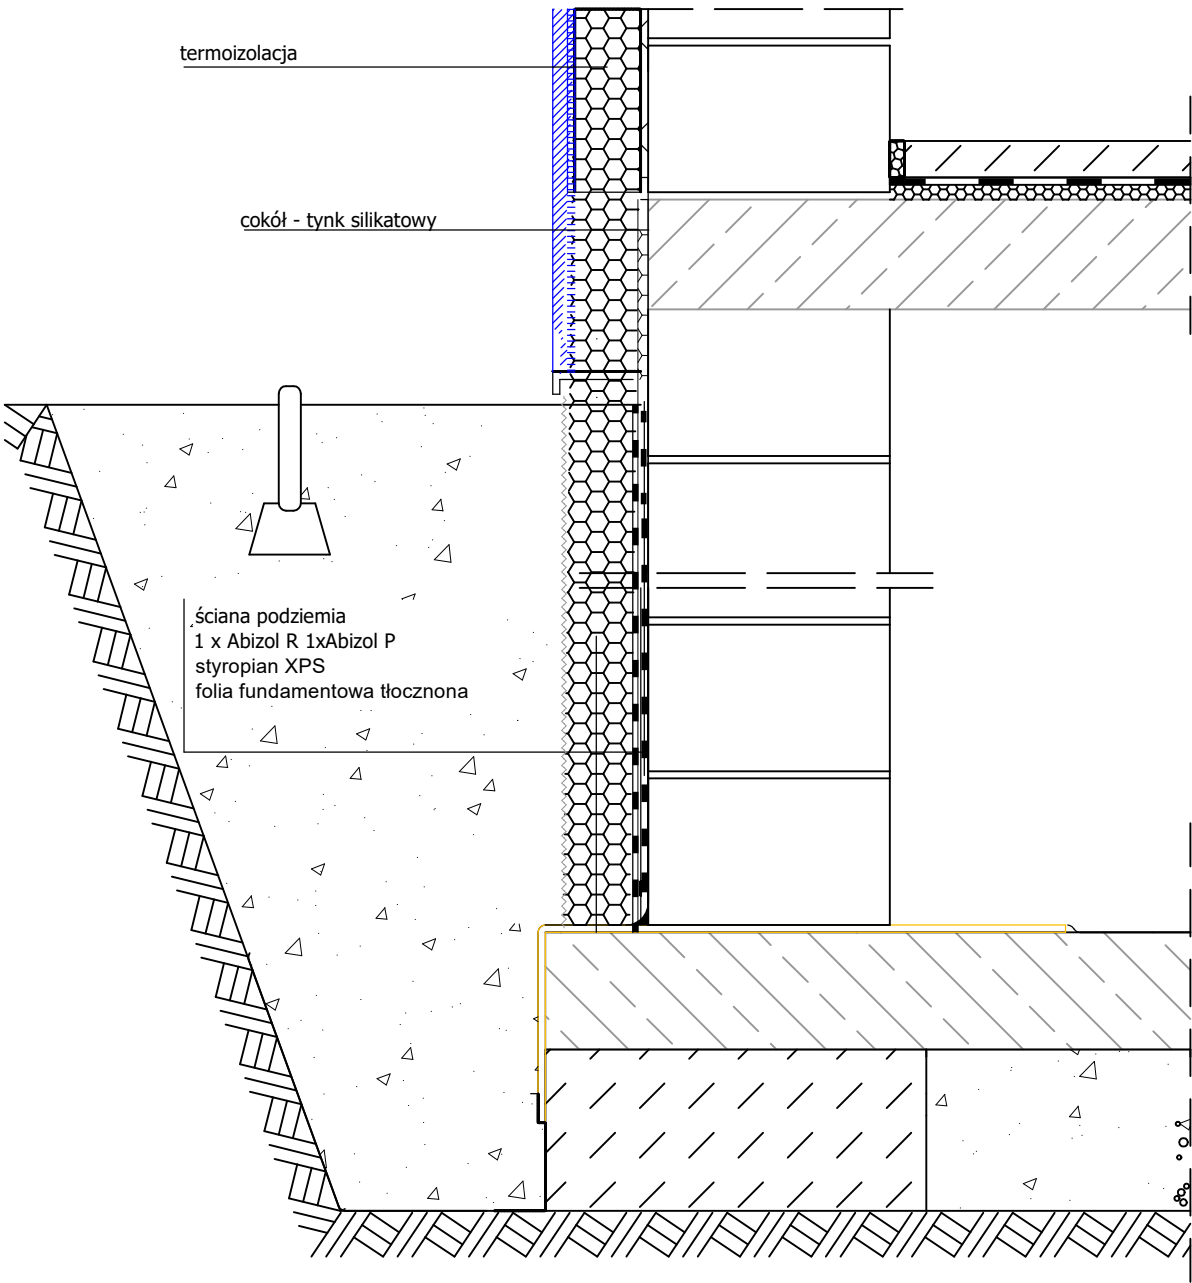 termoizolacja
cokół - tynk silikatowy
ściana podziemia
1 x Abizol R 1xAbizol P
styropian XPS
folia fundamentowa tłocznona